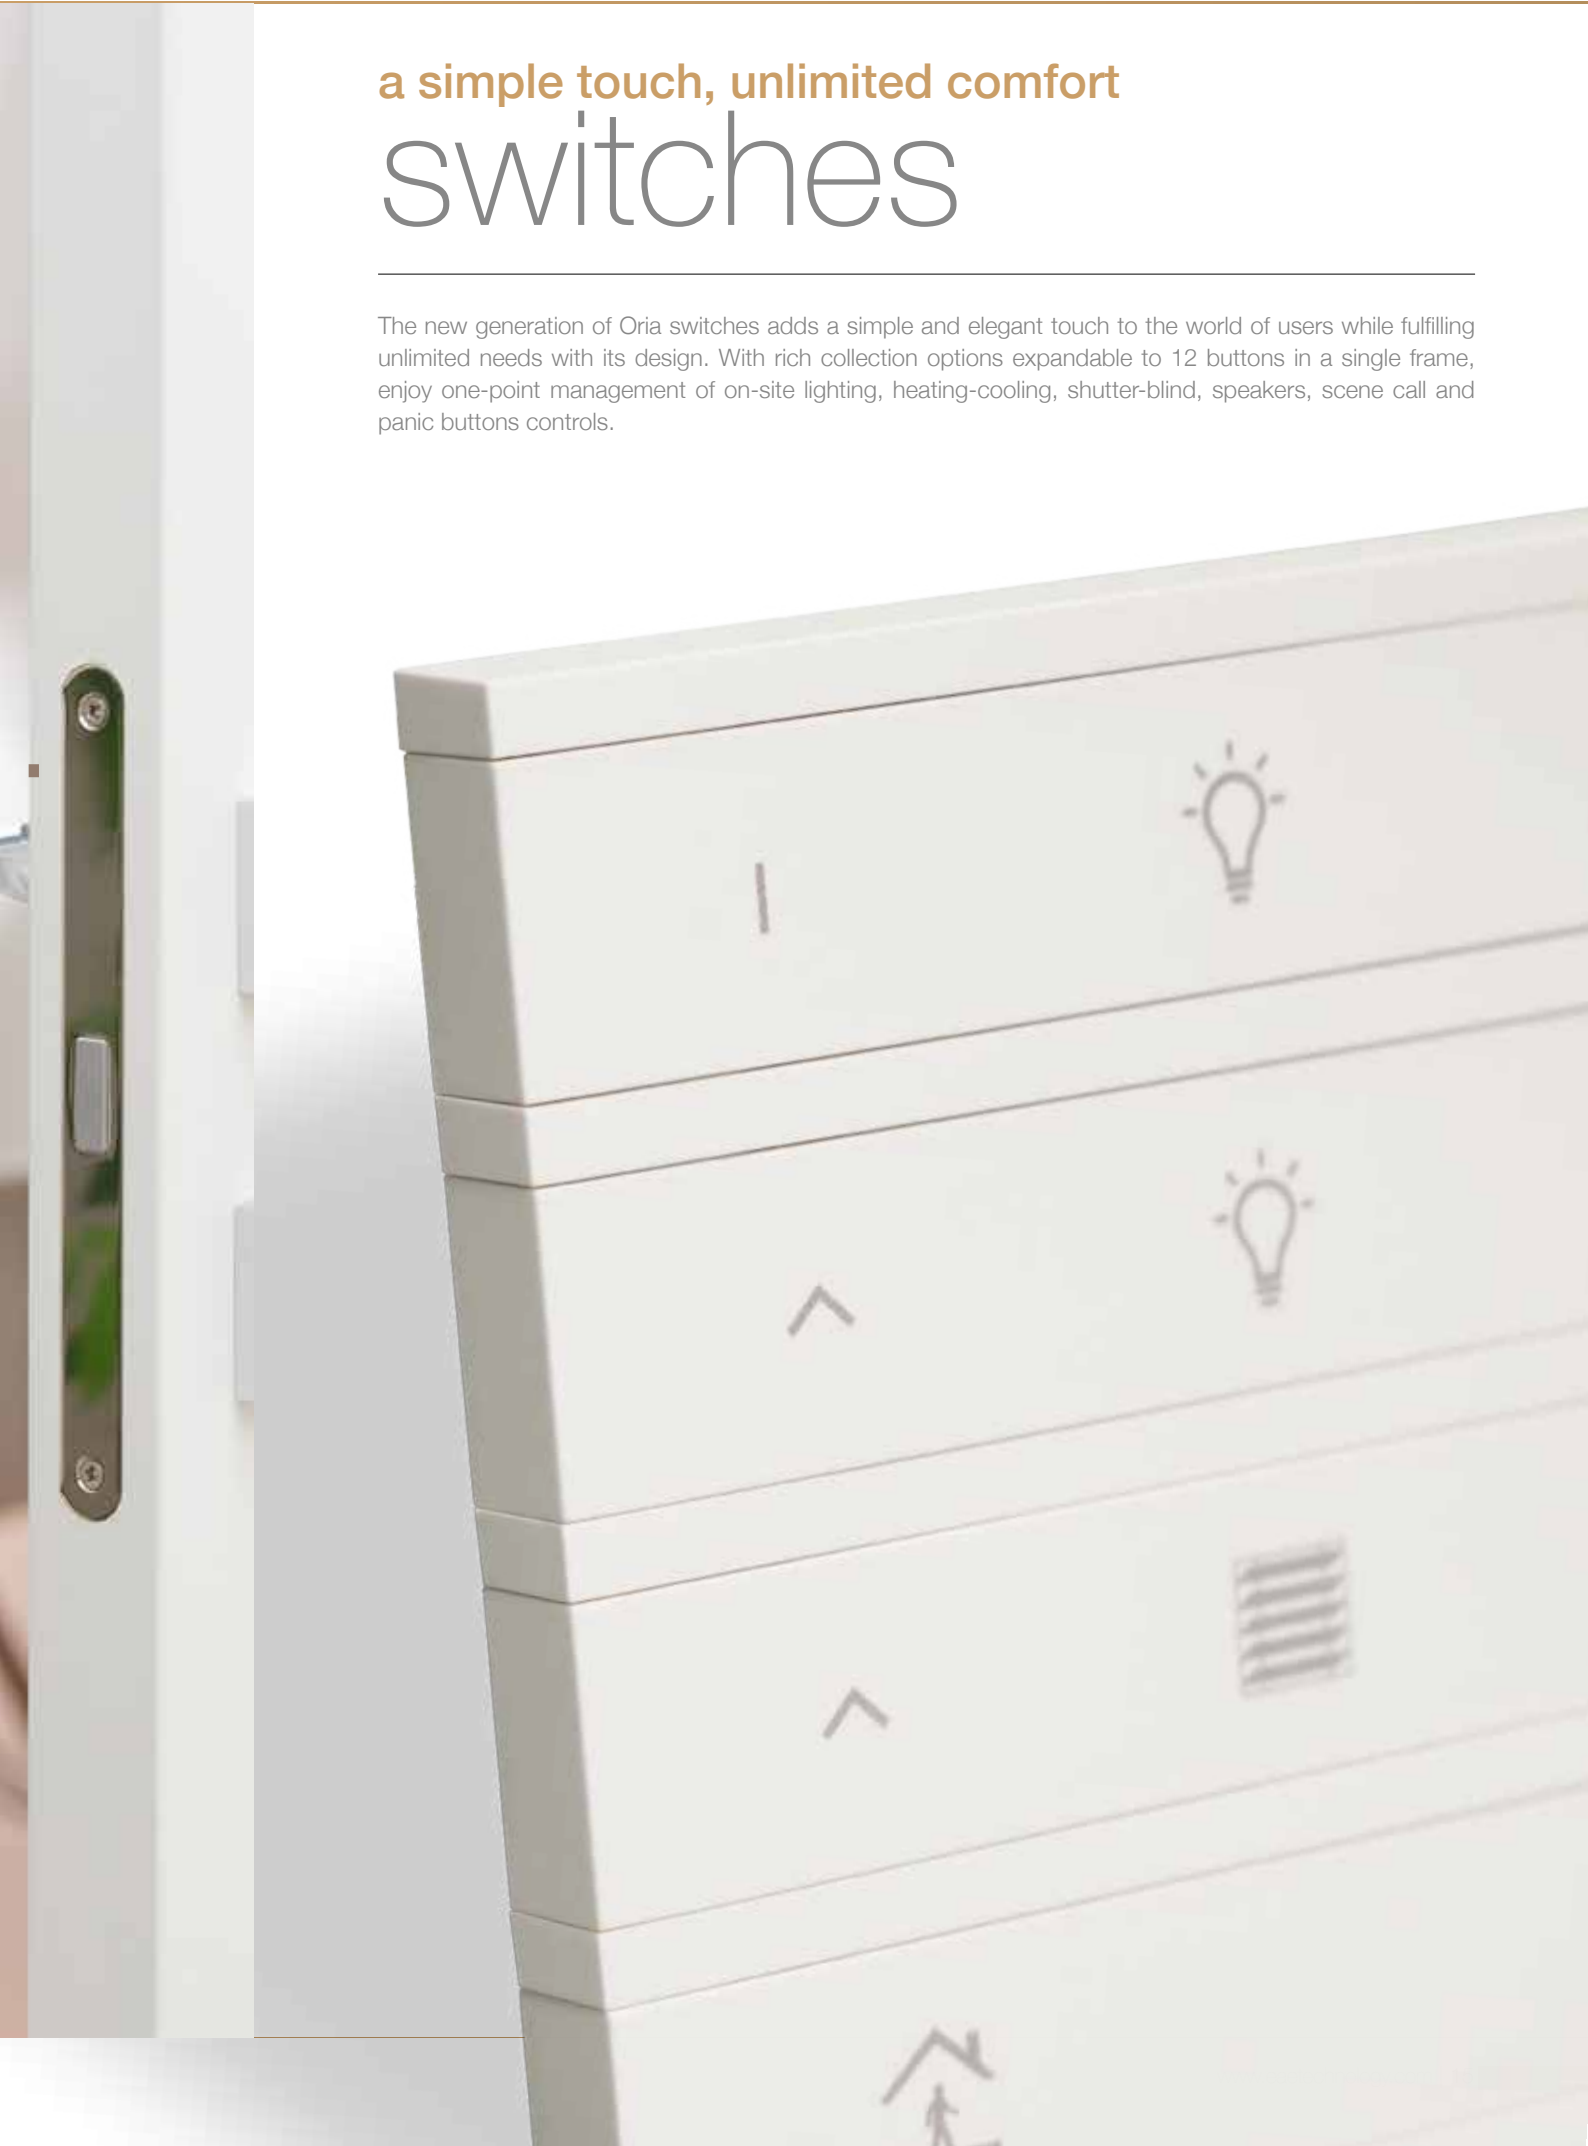 a simple touch, unlimited comfort
switches
The new generation of Oria switches adds a simple and elegant touch to the world of users while fulfilling
unlimited needs with its design. With rich collection options expandable to 12 buttons in a single frame,
enjoy one-point management of on-site lighting, heating-cooling, shutter-blind, speakers, scene call and
panic buttons controls.